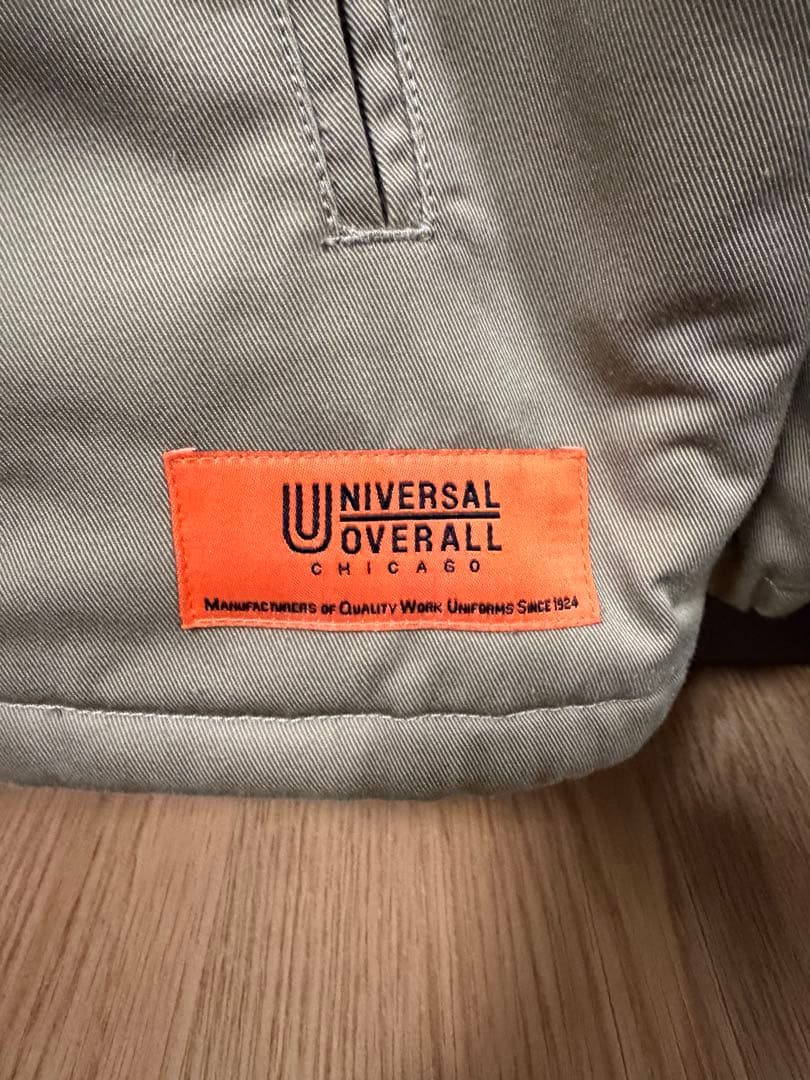 UNIVERSAL
OVERALL
CHICAGO
MANUFACTURERS OF QUALITY WORK UNIFORMS SINCE 1924